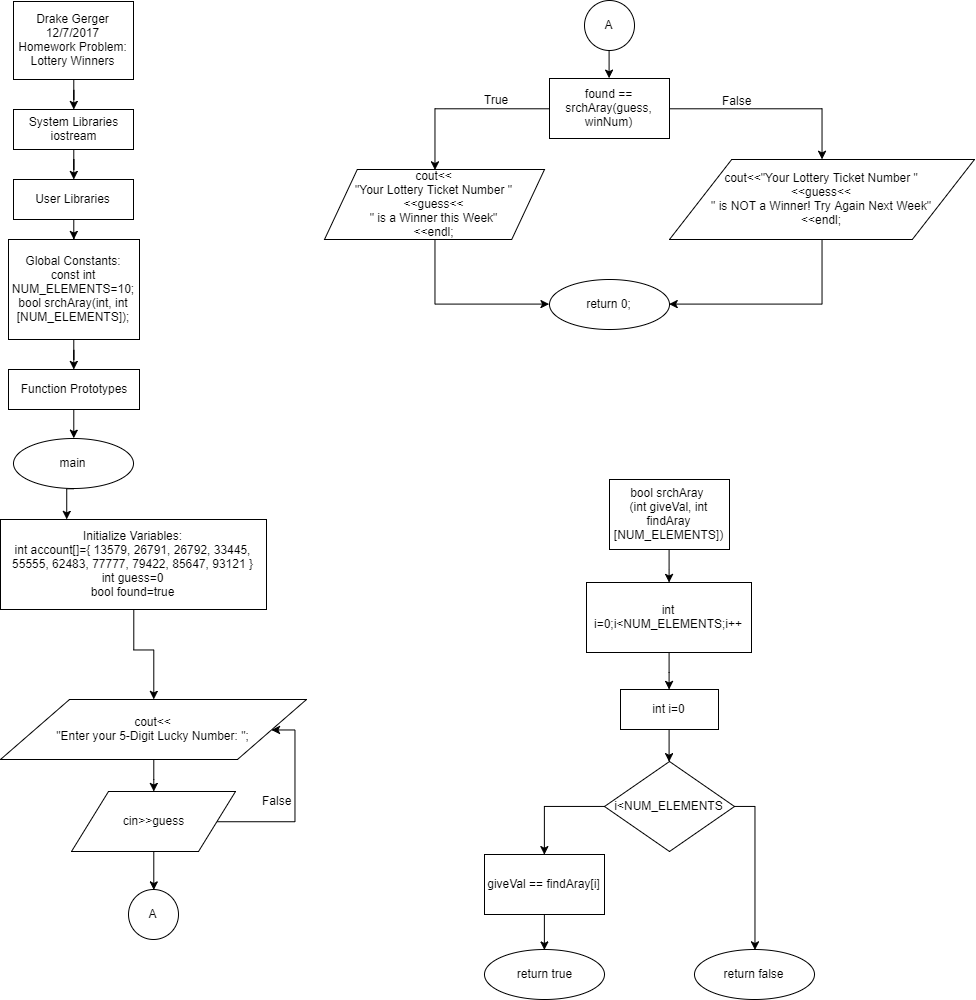 Drake Gerger
12/7/2017
Homework Problem:
Lottery Winners
System Libraries
iostream
User Libraries
Global Constants:
const int
NUM_ELEMENTS=10;
bool srchAray(int, int
[NUM_ELEMENTS]);
Function Prototypes
main
Initialize Variables:
int account[]={ 13579, 26791, 26792, 33445,
55555, 62483, 77777, 79422, 85647, 93121 }
int guess=0
bool found=true
cout<<
"Enter your 5-Digit Lucky Number: ";
False
cin>>guess
A
A
found ==
srchAray(guess,
winNum)
True
False
cout<<
"Your Lottery Ticket Number "
<<guess<<
" is a Winner this Week"
<<endl;
cout<<"Your Lottery Ticket Number "
<<guess<<
" is NOT a Winner! Try Again Next Week"
<<endl;
return 0;
bool srchAray
(int giveVal, int
findAray
[NUM_ELEMENTS])
int
i=0;i<NUM_ELEMENTS;i++
int i=0
i<NUM_ELEMENTS
giveVal == findAray[i]
return true
return false